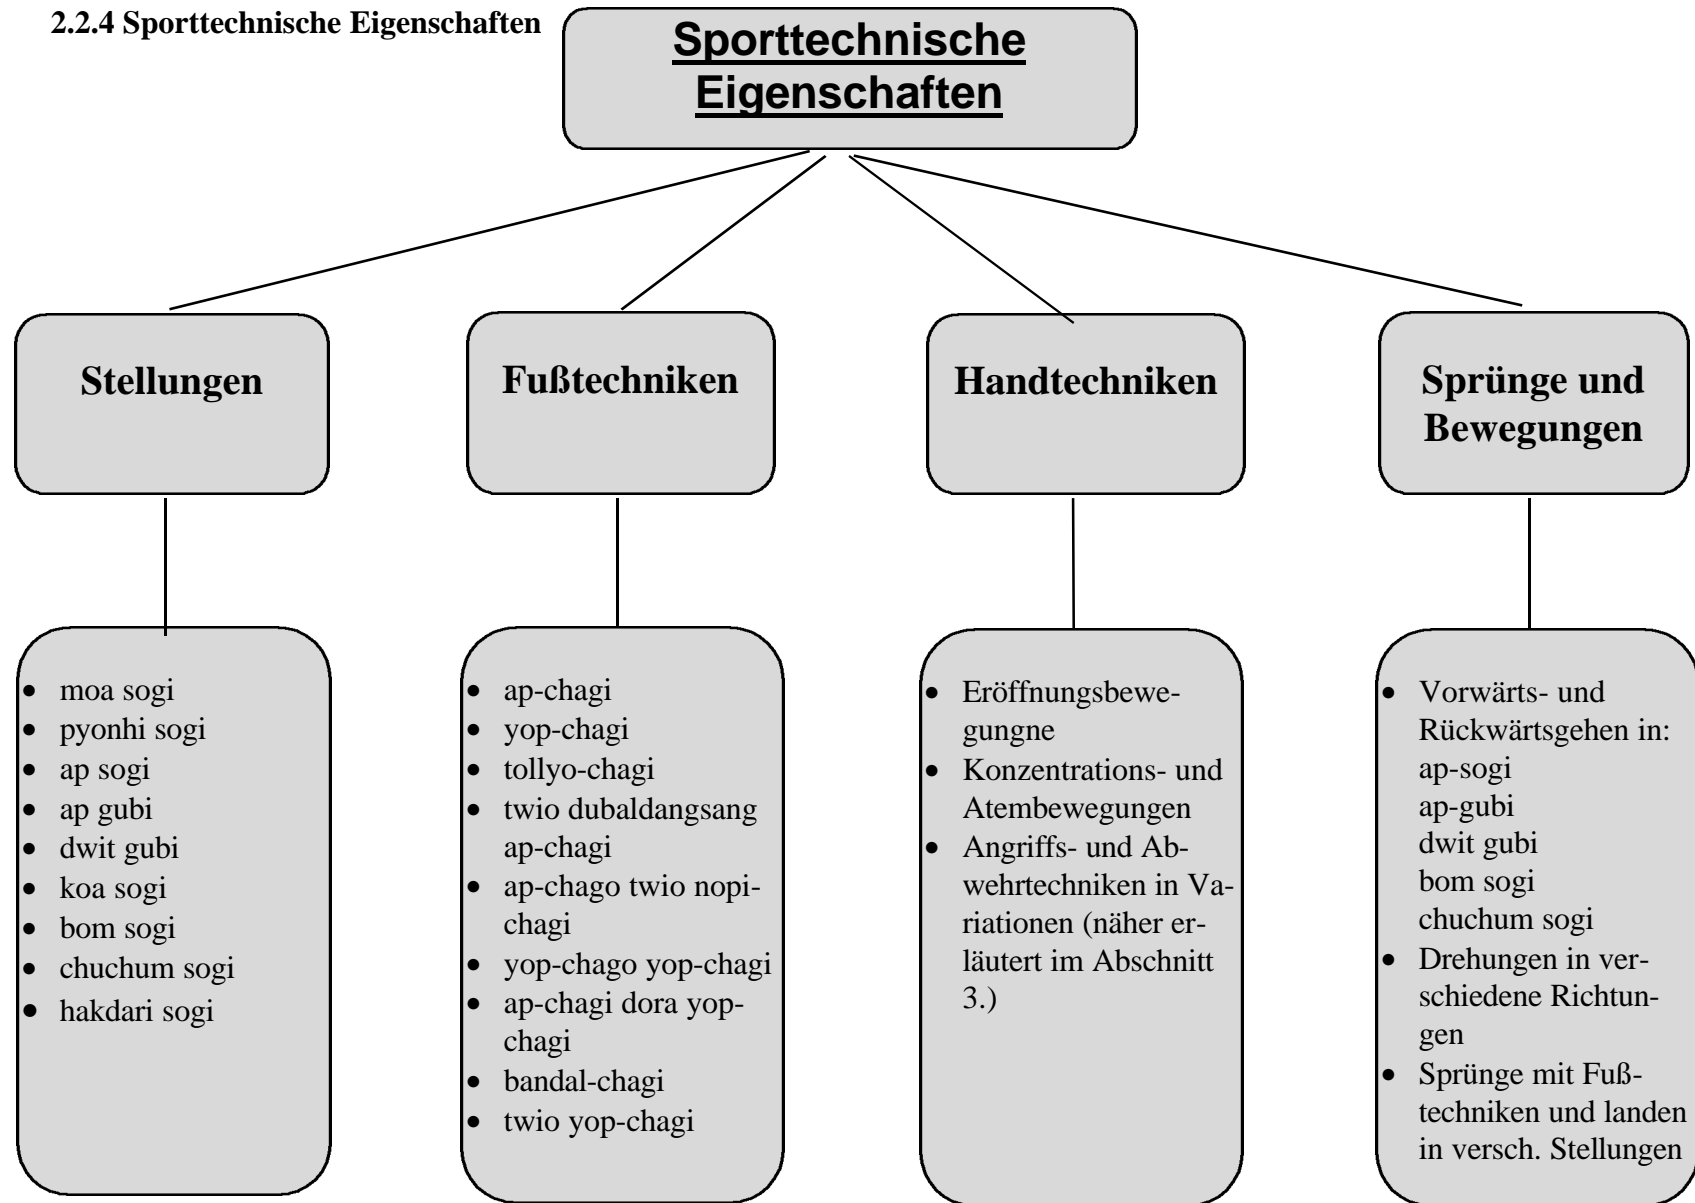 2.2.4 Sporttechnische Eigenschaften
Sporttechnische
Eigenschaften
Stellungen
Fußtechniken
Handtechniken
Sprünge und
Bewegungen
• moa sogi
• pyonhi sogi
• ap sogi
• ap gubi
• dwit gubi
• koa sogi
• bom sogi
• chuchum sogi
• hakdari sogi
• ap-chagi
• yop-chagi
• tollyo-chagi
• twio dubaldangsang
ap-chagi
• ap-chago twio nopi-
chagi
• yop-chago yop-chagi
• ap-chagi dora yop-
chagi
• bandal-chagi
• twio yop-chagi
• Eröffnungsbewe-
gungne
• Konzentrations- und
Atembewegungen
• Angriffs- und Ab-
wehrtechniken in Va-
riationen (näher er-
läutert im Abschnitt
3.)
• Vorwärts- und
Rückwärtsgehen in:
ap-sogi
ap-gubi
dwit gubi
bom sogi
chuchum sogi
• Drehungen in ver-
schiedene Richtun-
gen
• Sprünge mit Fuß-
techniken und landen
in versch. Stellungen